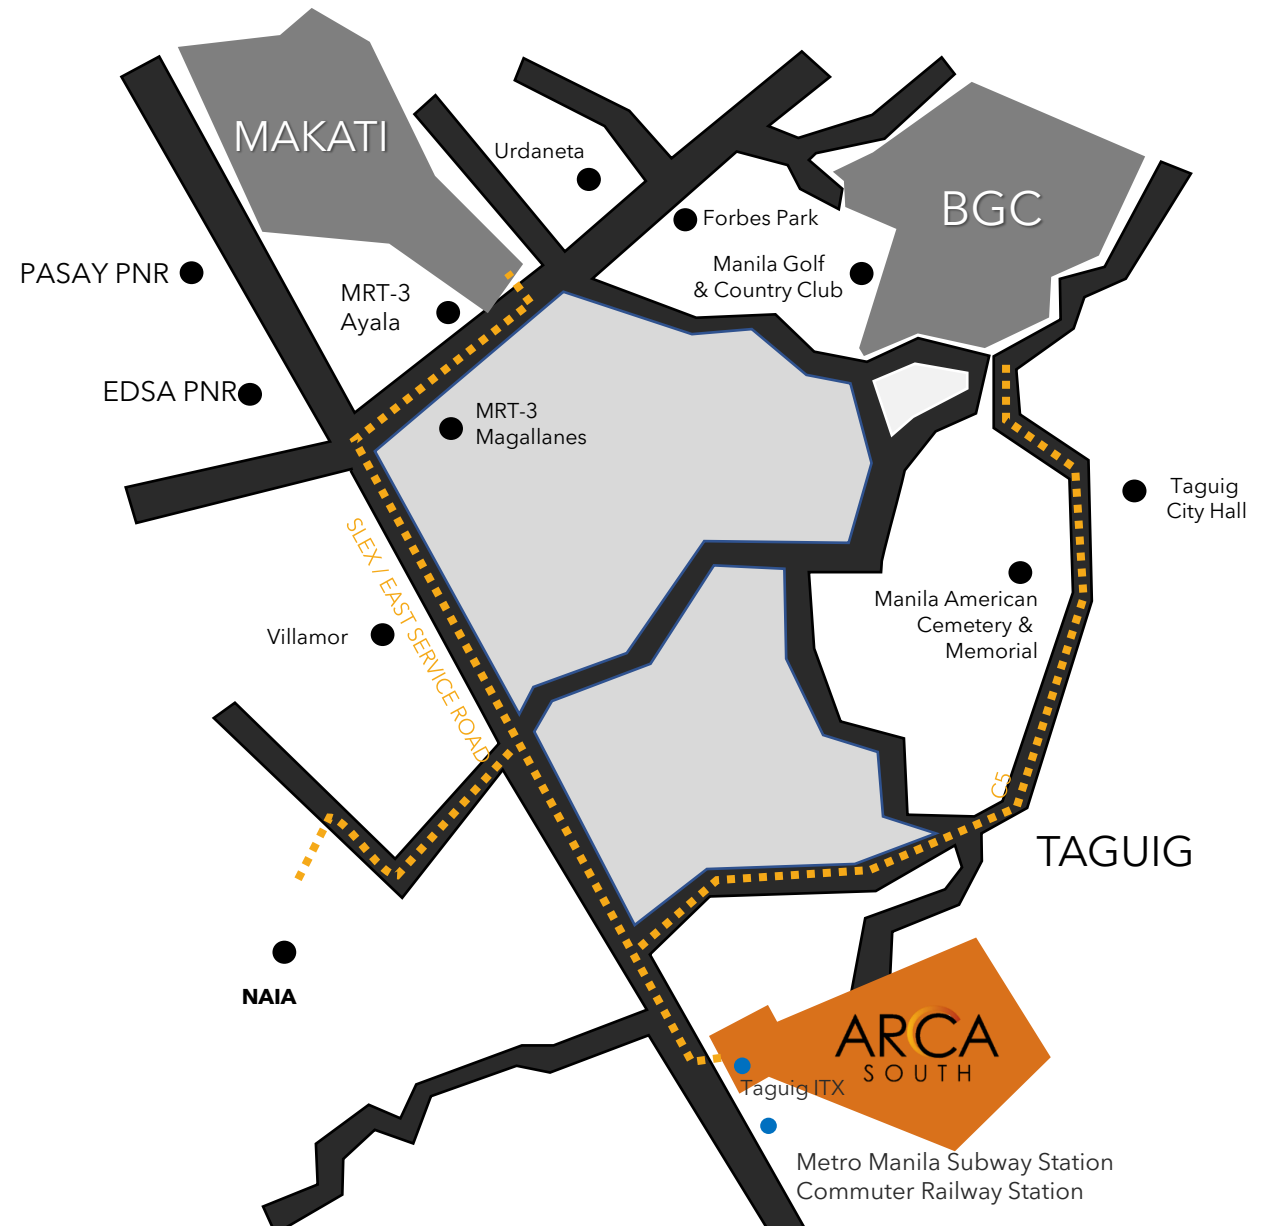 MAKATI
Urdaneta
BGC
Forbes Park
PASAY PNR
Manila Golf
& Country Club
MRT-3
Ayala
EDSA PNR
MRT-3
Magallanes
Taguig
City Hall
SLEX / EAST SERVICE ROAD
Manila American
Cemetery &
Memorial
Villamor
C5
TAGUIG
NAIA
ARCA
SOUTH
Taguig ITX
Metro Manila Subway Station
Commuter Railway Station